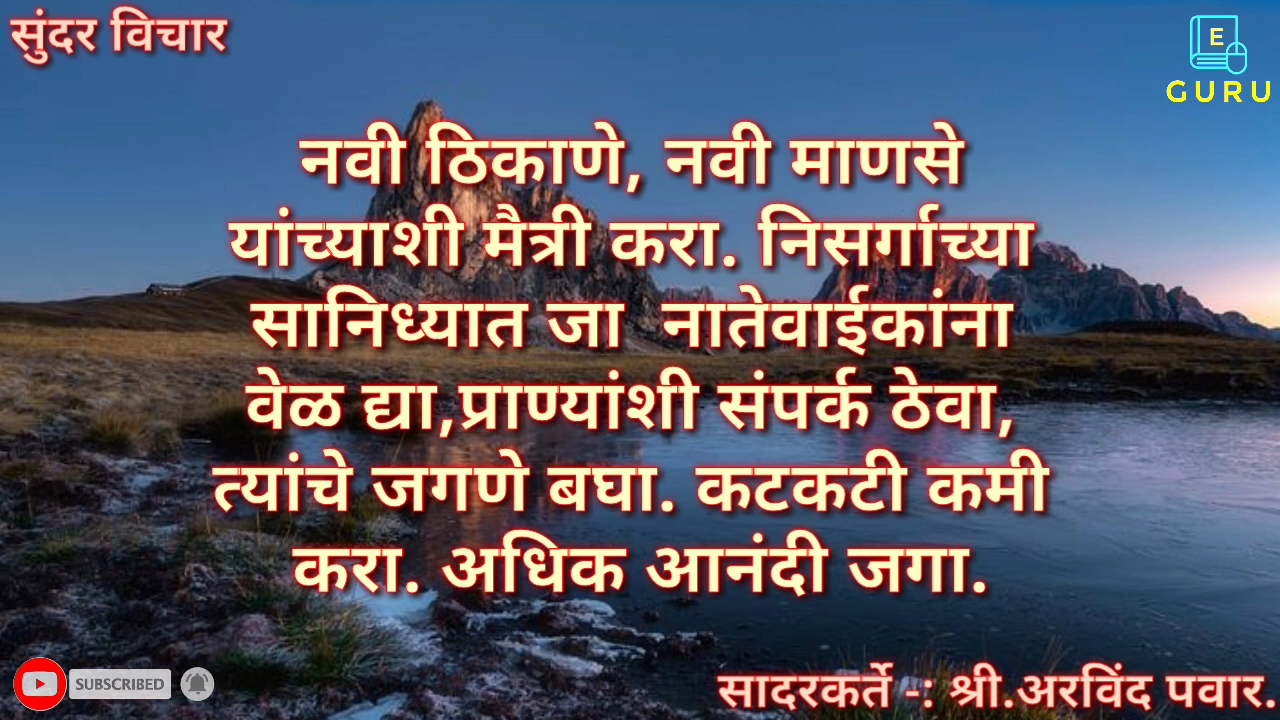 सुंदर विचार
E
GURU
नवी ठिकाणे, नवी माणसे
यांच्याशी मैत्री करा. निसर्गाच्या
सानिध्यात जा नातेवाईकांना
वेळ द्या,प्राण्यांशी संपर्क ठेवा,
त्यांचे जगणे बघा. कटकटी कमी
करा. अधिक आनंदी जगा.
SUBSCRIBED
सादरकर्ते -: श्री.अरविंद पवार.